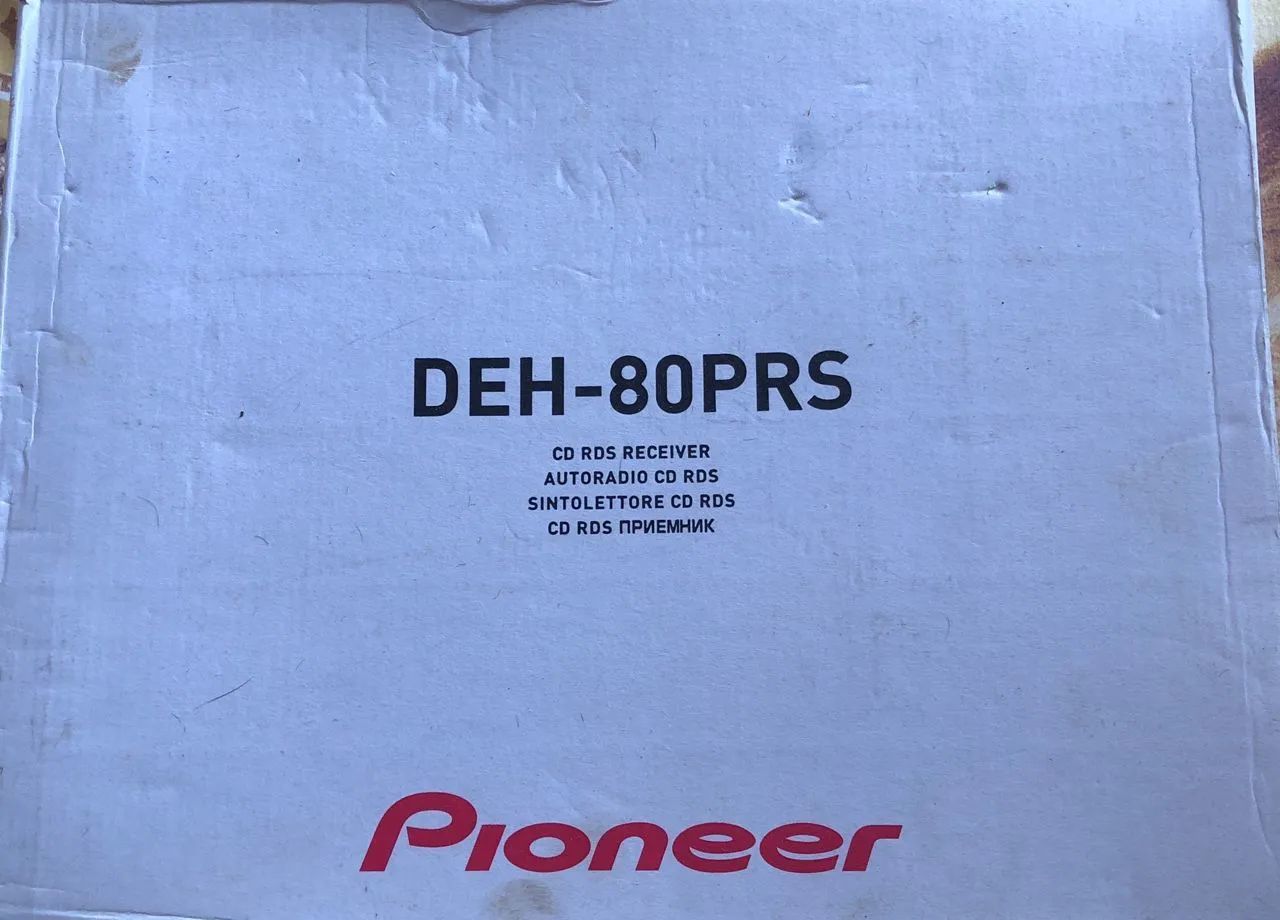 DEH-80PRS
CD RDS RECEIVER
AUTORADIO CD RDS
SINTOLETTORE CD RDS
CD RDS ПРИЕМНИК
Pioneer